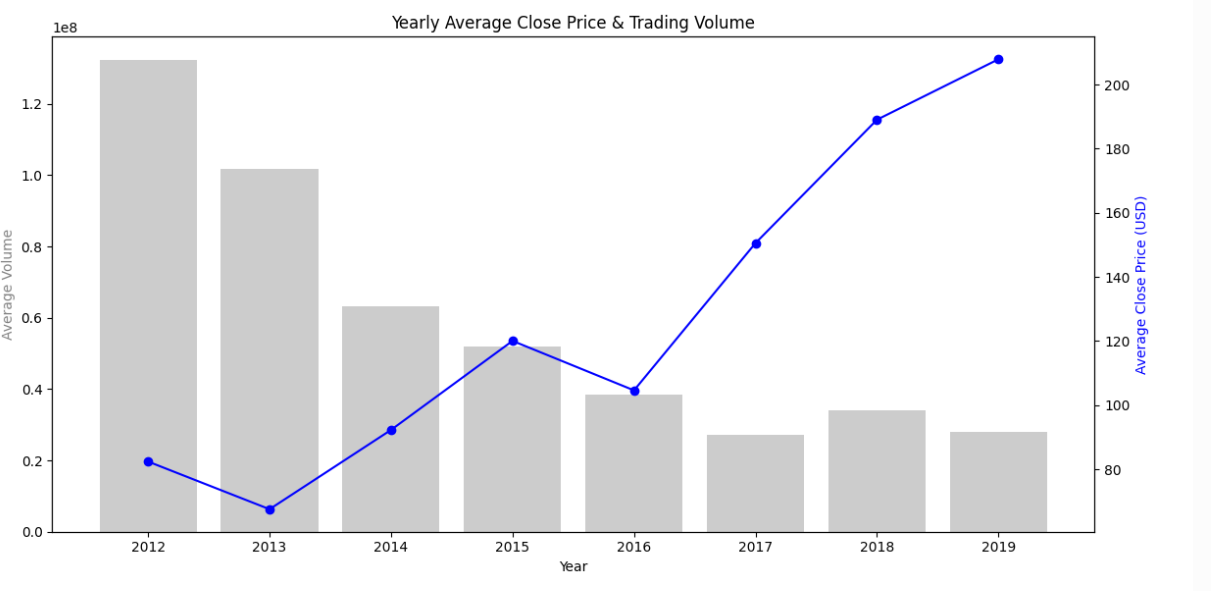 Yearly Average Close Price & Trading Volume
1e8
1.2
1.0
0.8
0.6
0.4
0.2
0.0
Average Volume
200
180
160
140
120
100
80
Average Close Price (USD)
2012 2013 2014 2015 2016 2017 2018 2019
Year